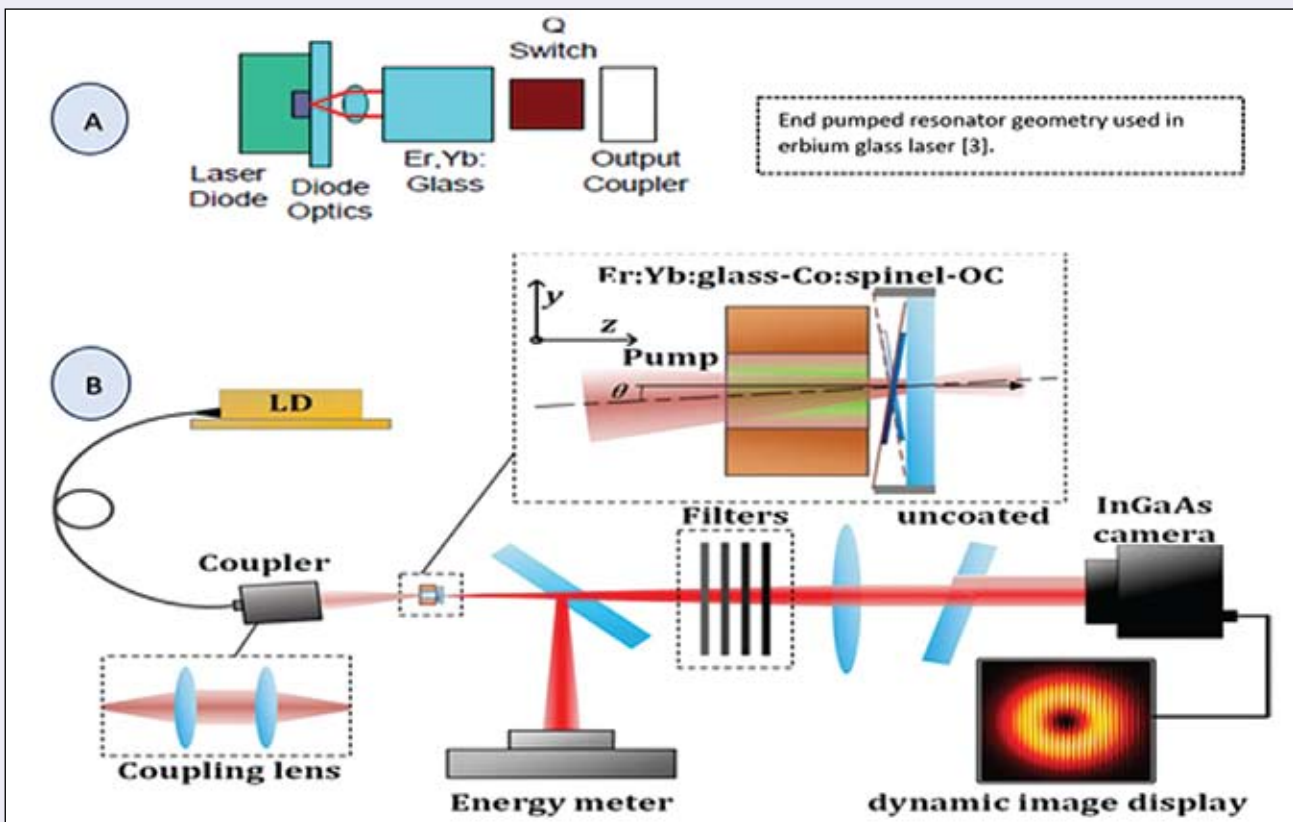 Q
Switch
A
Laser
Diode
Diode
Optics
Er,Yb:
Glass
Output
Coupler
End pumped resonator geometry used in
erbium glass laser [3].
Er:Yb:glass-Co:spinel-OC
y
z
Pump
θ
B
LD
Coupler
Filters
uncoated
InGaAs
camera
Coupling lens
Energy meter
dynamic image display